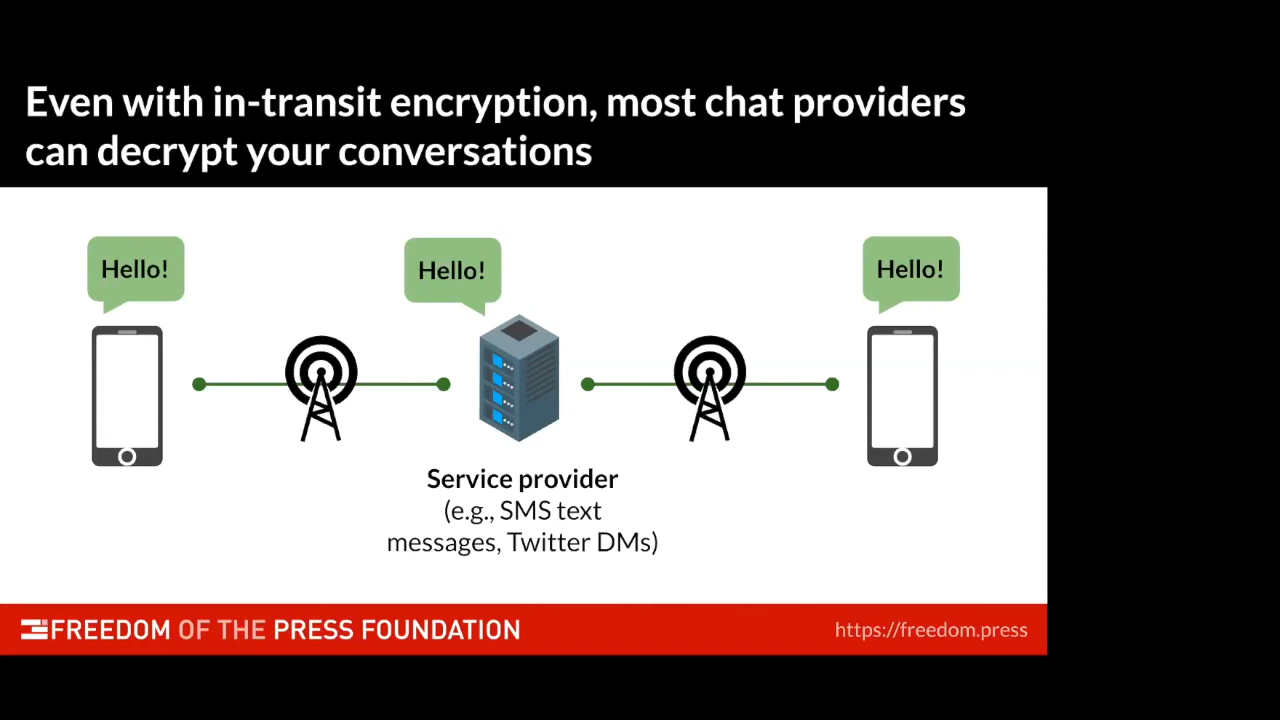 Even with in-transit encryption, most chat providers
can decrypt your conversations
Hello!
Hello!
Hello!
Service provider
(e.g., SMS text
messages, Twitter DMs)
FREEDOM OF THE PRESS FOUNDATION
https://freedom.press